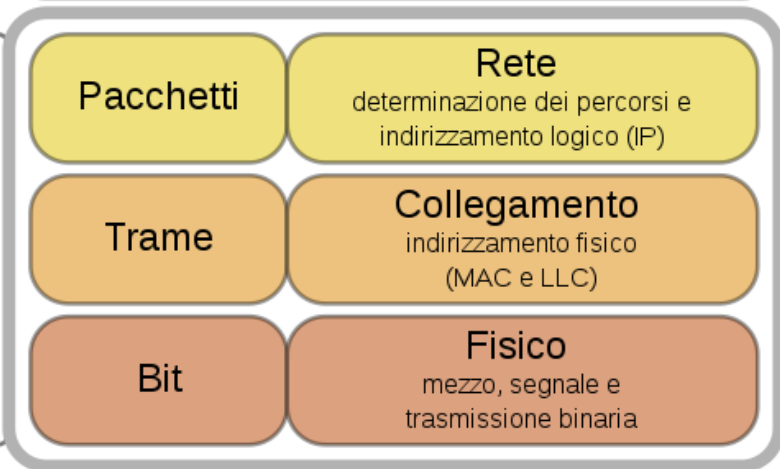 Pacchetti
Rete
determinazione dei percorsi e
indirizzamento logico (IP)
Trame
Collegamento
indirizzamento fisico
(MAC e LLC)
Bit
Fisico
mezzo, segnale e
trasmissione binaria